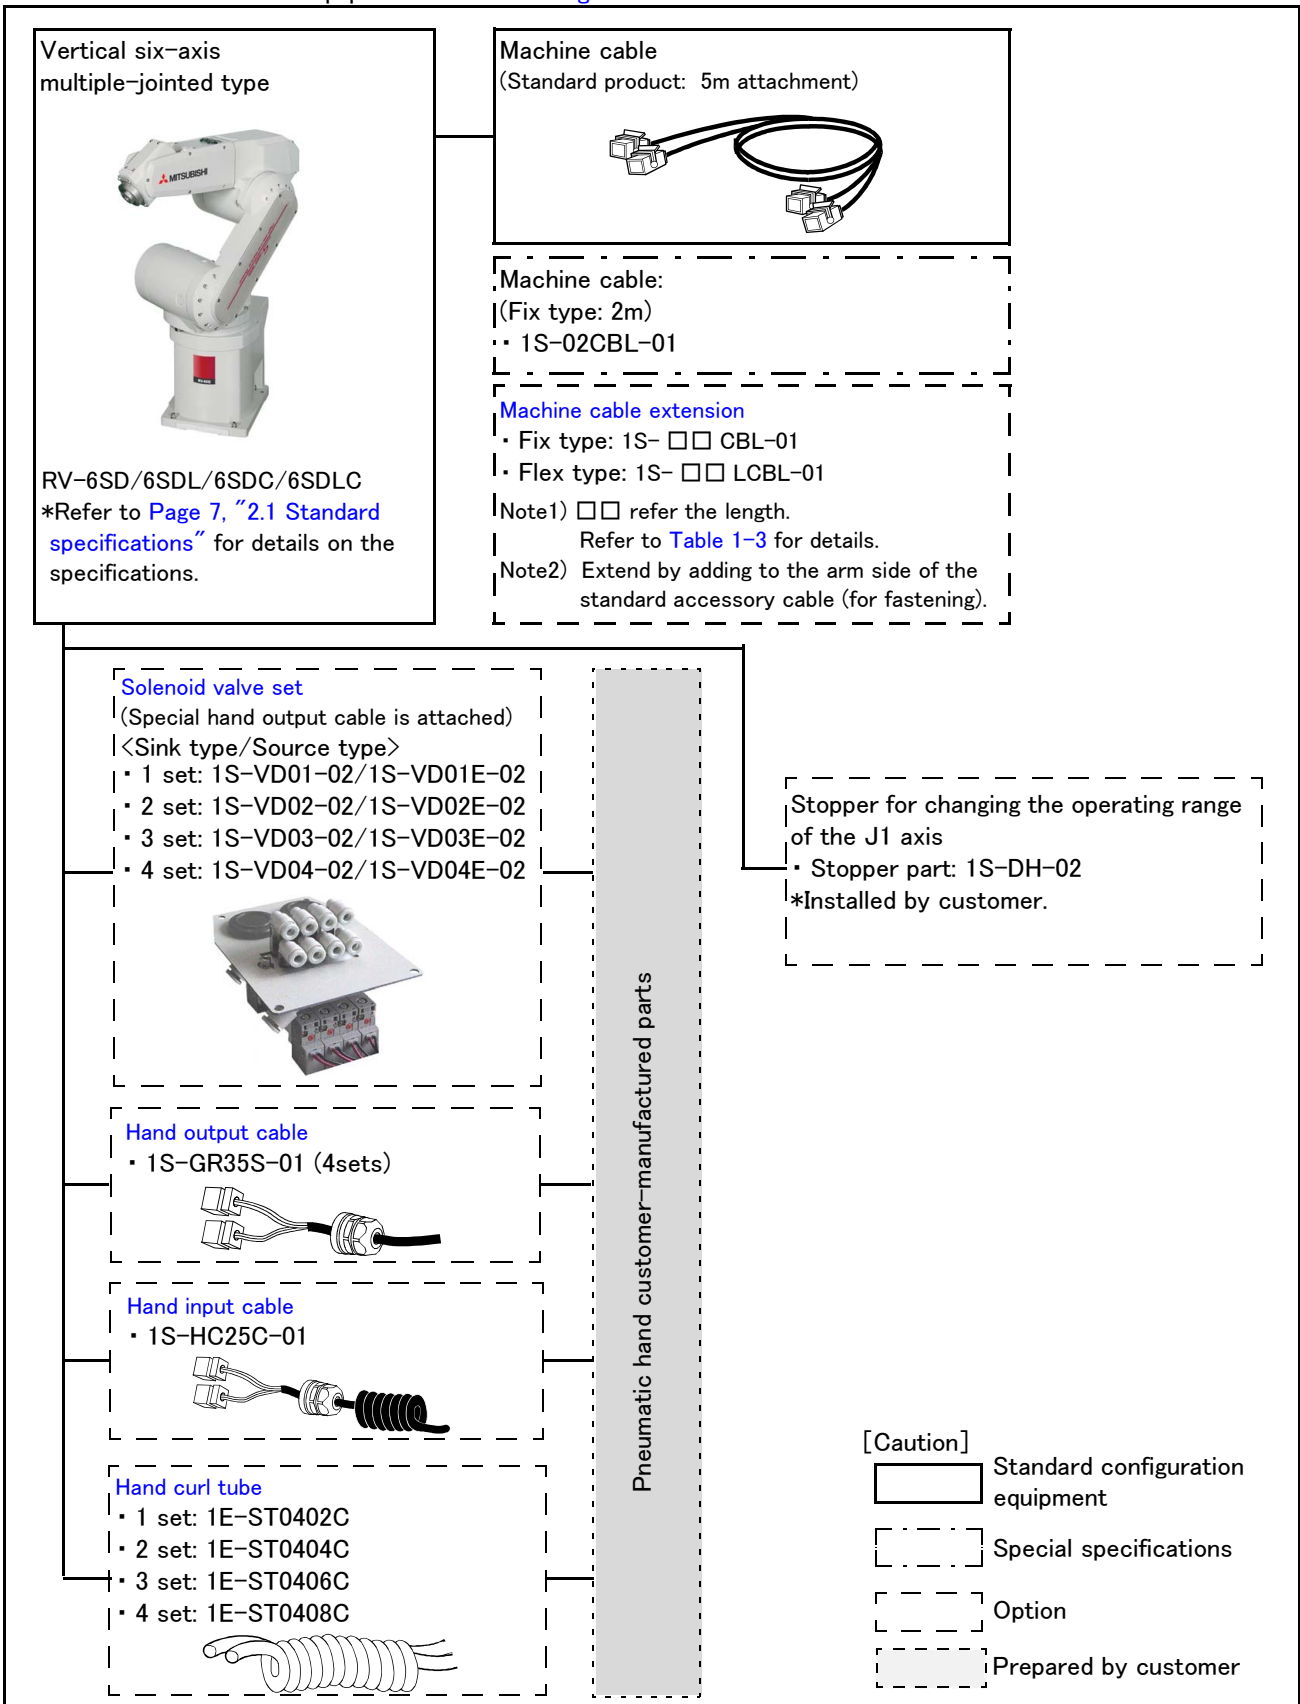 Vertical six-axis
multiple-jointed type
MITSUBISHI
RV-6SD/6SDL/6SDC/6SDLC
*Refer to Page 7, "2.1 Standard
specifications" for details on the
specifications.
Machine cable
(Standard product: 5m attachment)
Machine cable:
(Fix type: 2m)
・1S-02CBL-01
Machine cable extension
・Fix type: 1S- □□ CBL-01
・Flex type: 1S- □□ LCBL-01
Note1) □□ refer the length.
Refer to Table 1-3 for details.
Note2) Extend by adding to the arm side of the
standard accessory cable (for fastening).
Solenoid valve set
(Special hand output cable is attached)
<Sink type/Source type>
・1 set: 1S-VD01-02/1S-VD01E-02
・2 set: 1S-VD02-02/1S-VD02E-02
・3 set: 1S-VD03-02/1S-VD03E-02
・4 set: 1S-VD04-02/1S-VD04E-02
Stopper for changing the operating range
of the J1 axis
・Stopper part: 1S-DH-02
*Installed by customer.
Hand output cable
・1S-GR35S-01 (4sets)
Hand input cable
・1S-HC25C-01
Hand curl tube
・1 set: 1E-ST0402C
・2 set: 1E-ST0404C
・3 set: 1E-ST0406C
・4 set: 1E-ST0408C
Pneumatic hand customer-manufactured parts
[Caution]
Standard configuration
equipment
Special specifications
Option
Prepared by customer